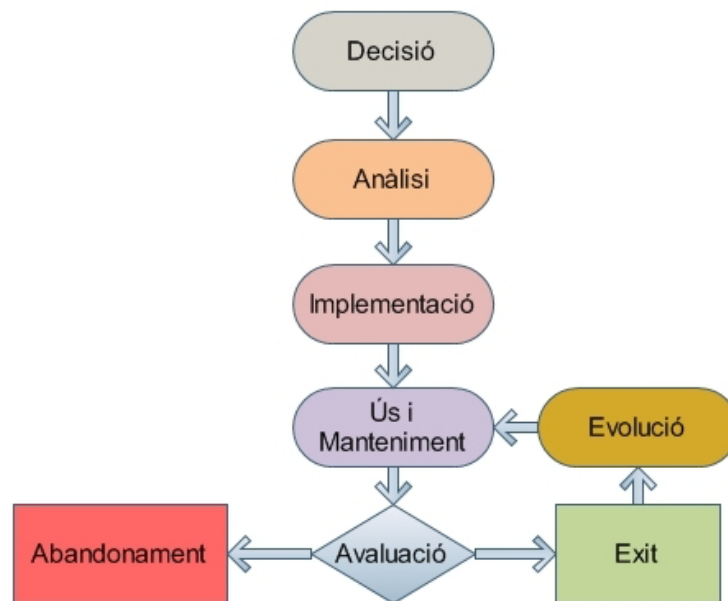 Decisió
Anàlisi
Implementació
Ús i
Manteniment
Evolució
Abandonament
Avaluació
Exit